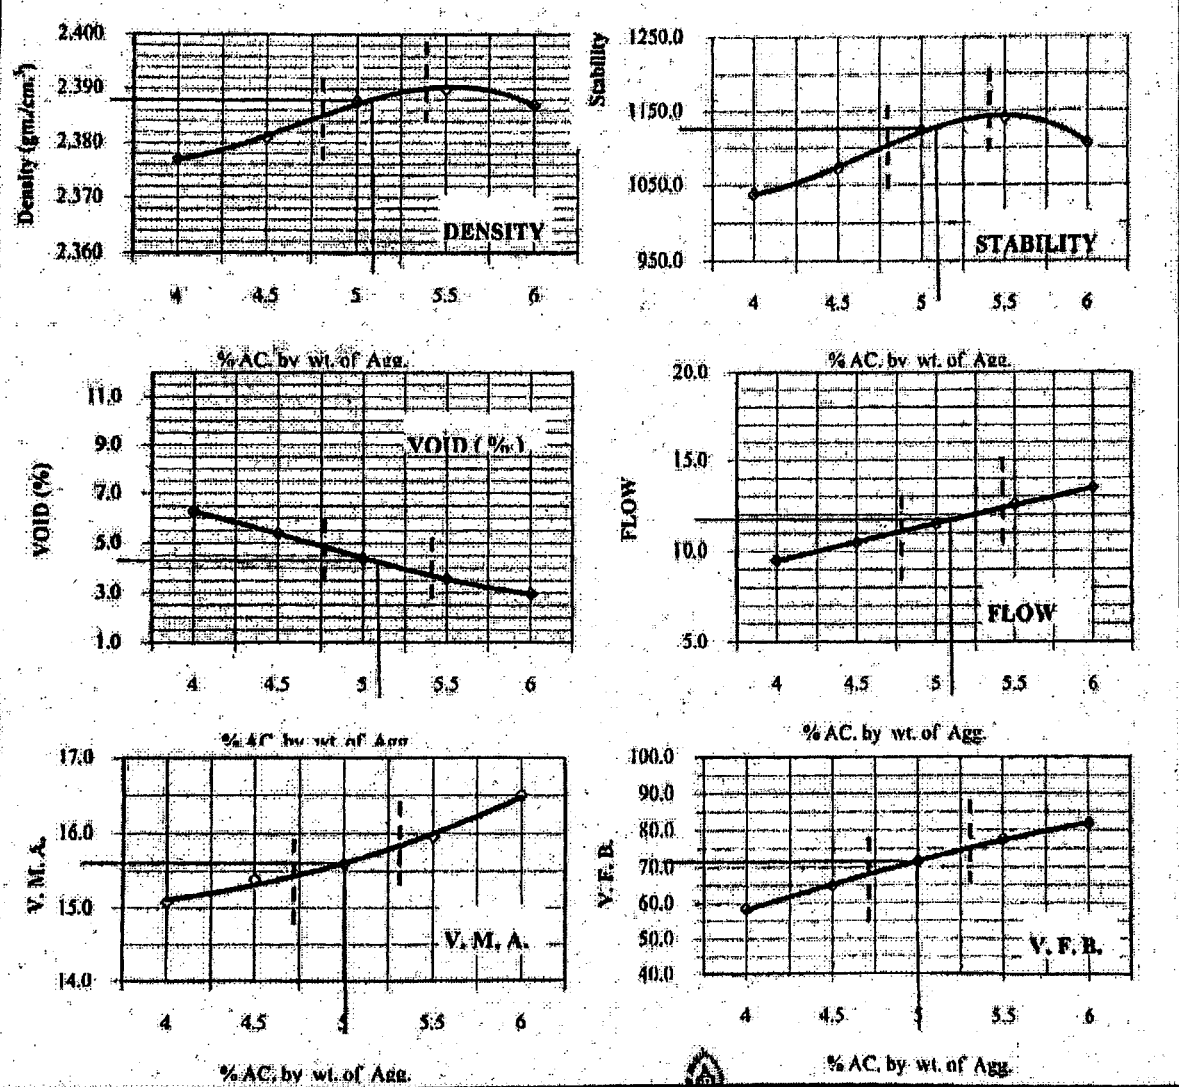 2.400
2.390
2.380
2.370
2.360
Density (gm./cm.³)
DENSITY
4 4.5 5 5.5 6
% AC. by wt. of Agg.
1250.0
1150.0
1050.0
950.0
Stability
STABILITY
4 4.5 5 5.5 6
% AC. by wt. of Agg.
11.0
9.0
7.0
5.0
3.0
1.0
VOID (%)
VOID (%)
4 4.5 5 5.5 6
% AC. by wt. of Agg.
20.0
15.0
10.0
5.0
FLOW
FLOW
4 4.5 5 5.5 6
% AC. by wt. of Agg.
17.0
16.0
15.0
14.0
V. M. A.
V. M. A.
4 4.5 5 5.5 6
% AC. by wt. of Agg.
100.0
90.0
80.0
70.0
60.0
50.0
40.0
V. F. B.
V. F. B.
4 4.5 5 5.5 6
% AC. by wt. of Agg.